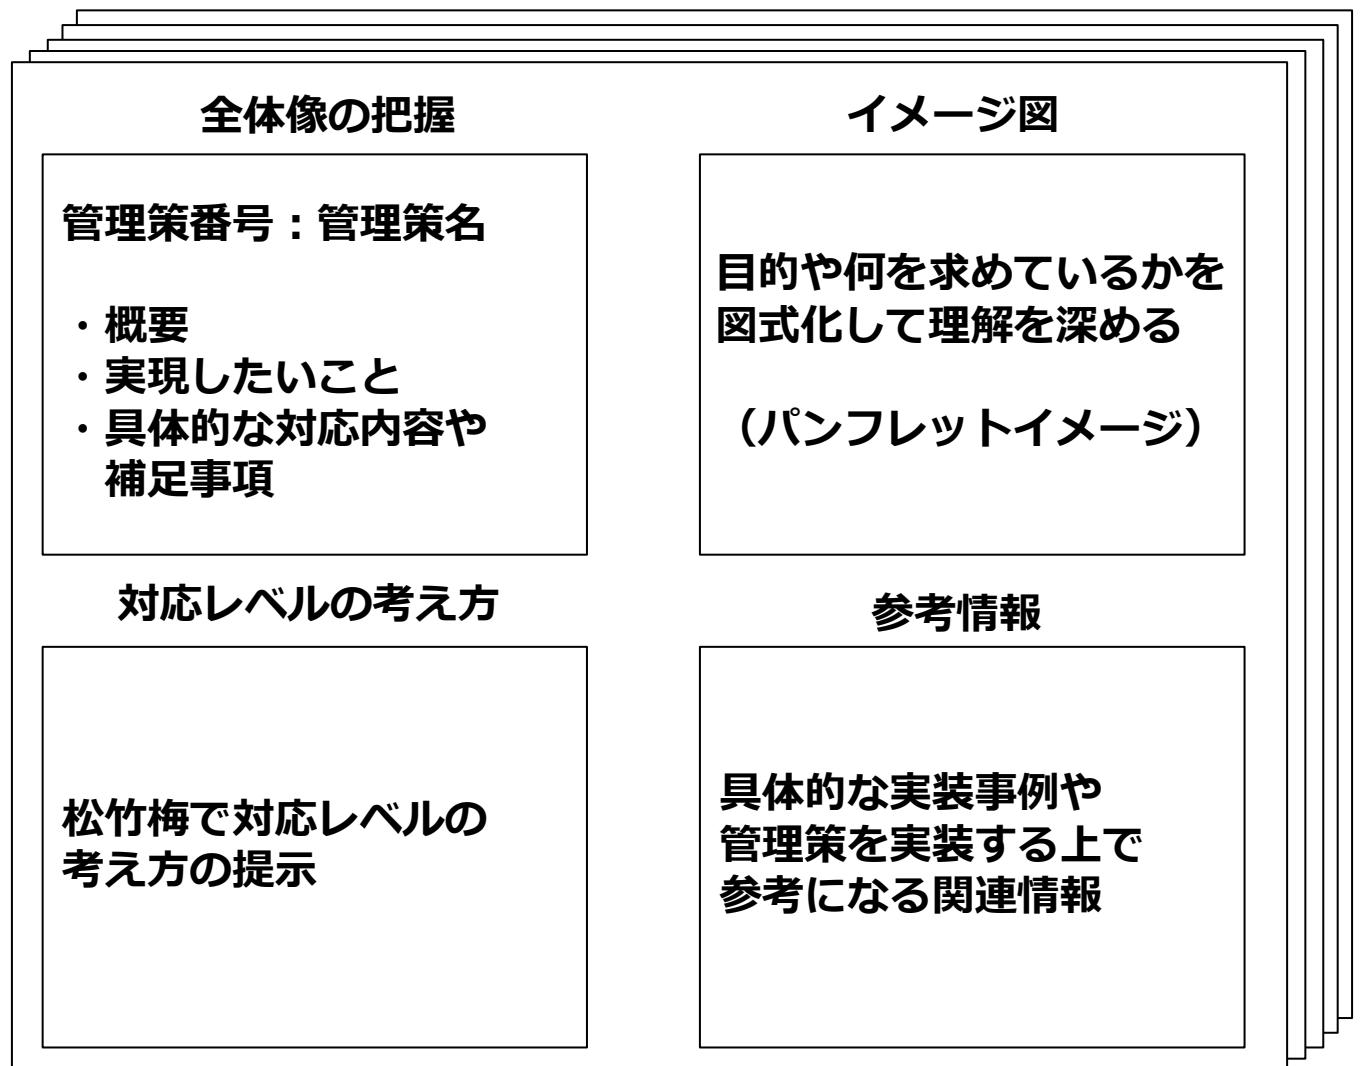 全体像の把握
管理策番号：管理策名
・概要
・実現したいこと
・具体的な対応内容や
補足事項
イメージ図
目的や何を求めているかを
図式化して理解を深める
（パンフレットイメージ）
対応レベルの考え方
松竹梅で対応レベルの
考え方の提示
参考情報
具体的な実装事例や
管理策を実装する上で
参考になる関連情報